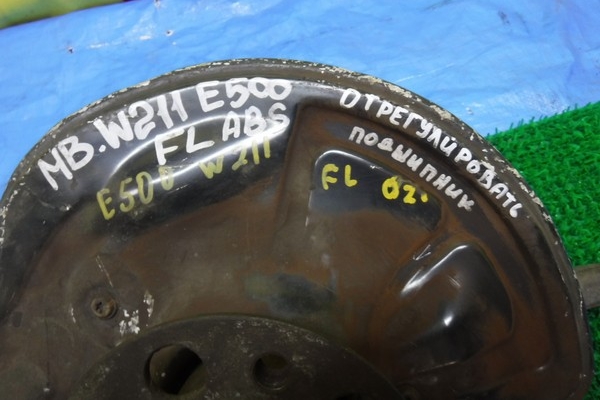 MB. W211 E500
FL ABS
E500 W211
ОТРЕГУЛИРОВАТЬ
ПОДШИПНИК
FL 02.